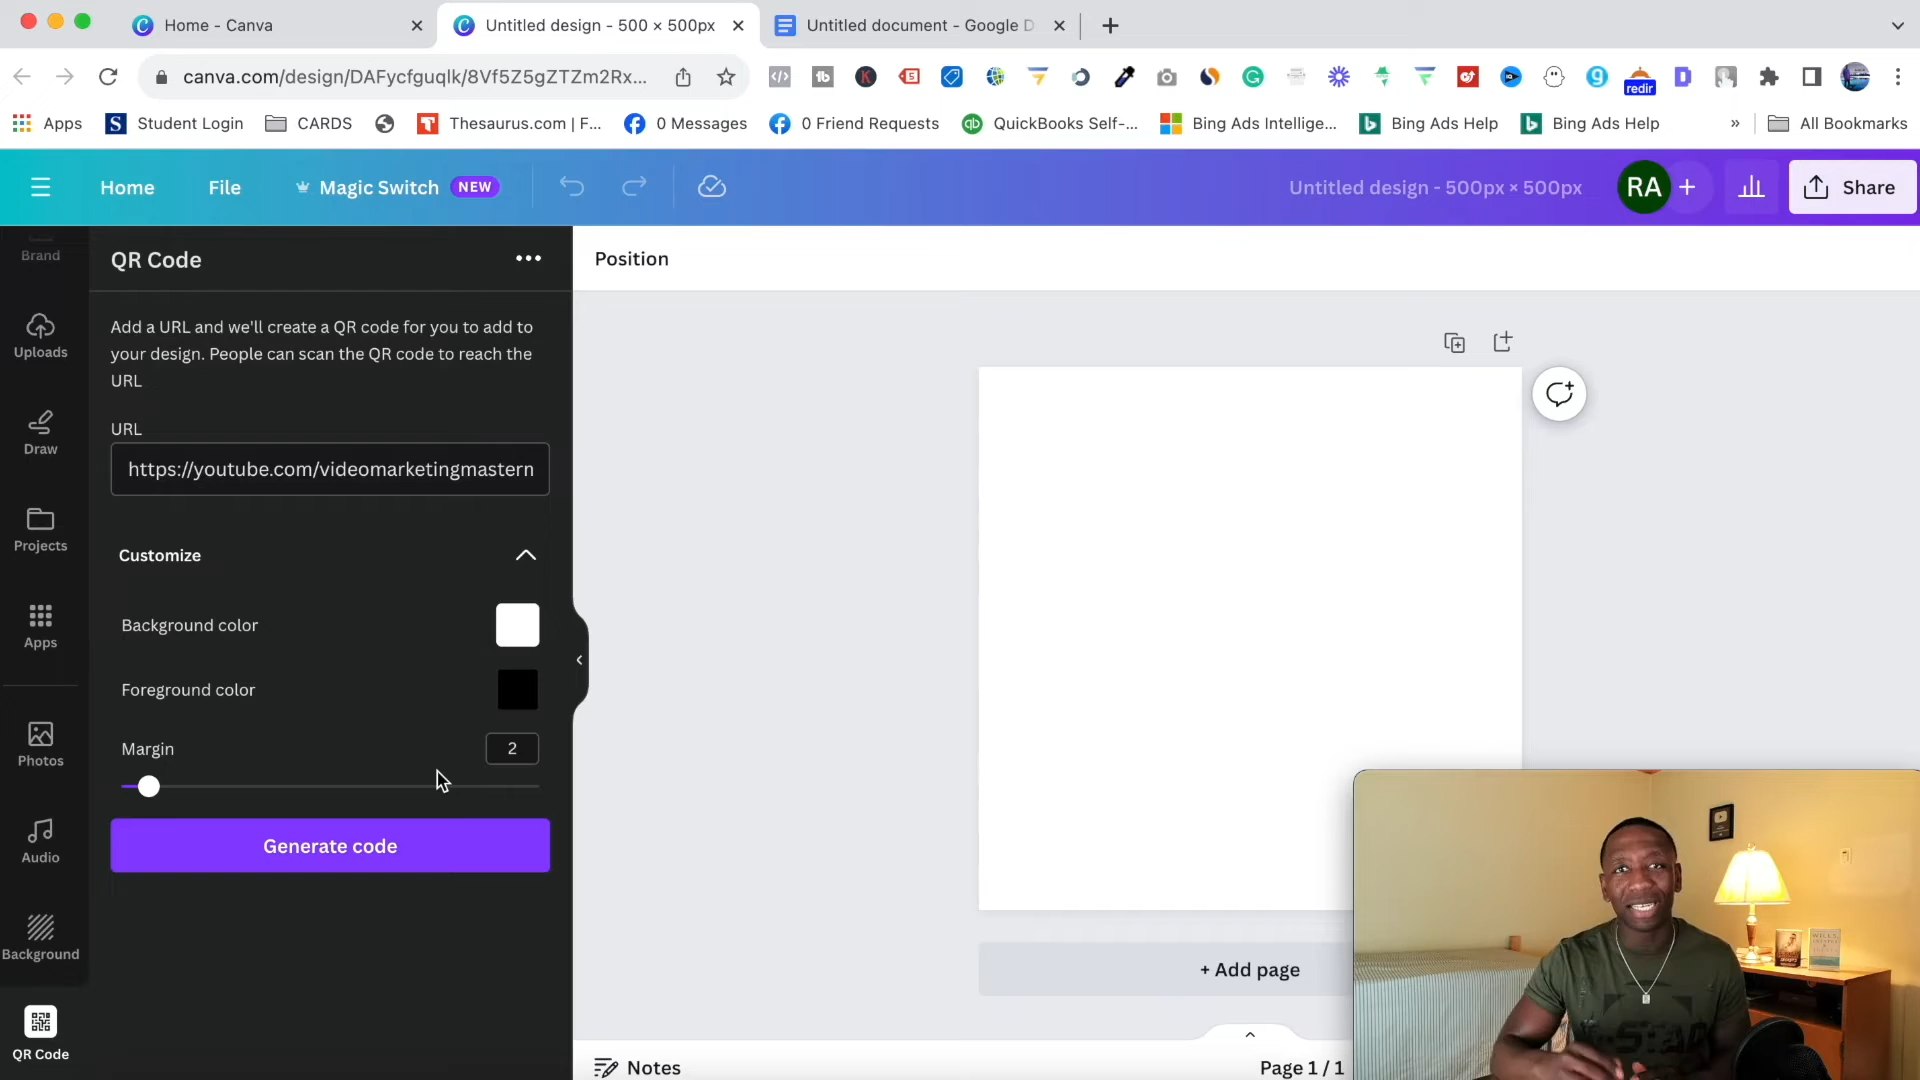 Home - Canva
Untitled design - 500 × 500px
Untitled document - Google D
canva.com/design/DAFycfguqlk/8Vf5Z5gZTZm2Rx...
redir
Apps
Student Login
CARDS
Thesaurus.com | F...
0 Messages
0 Friend Requests
QuickBooks Self-...
Bing Ads Intellige...
Bing Ads Help
Bing Ads Help
»
All Bookmarks
Home
File
Magic Switch NEW
Untitled design - 500px × 500px
RA
Share
Brand
Uploads
Draw
Projects
Apps
Photos
Audio
Background
QR Code
QR Code
Add a URL and we'll create a QR code for you to add to
your design. People can scan the QR code to reach the
URL
URL
https://youtube.com/videomarketingmastern
Customize
Background color
Foreground color
Margin
2
Generate code
Position
+ Add page
Notes
Page 1 / 1